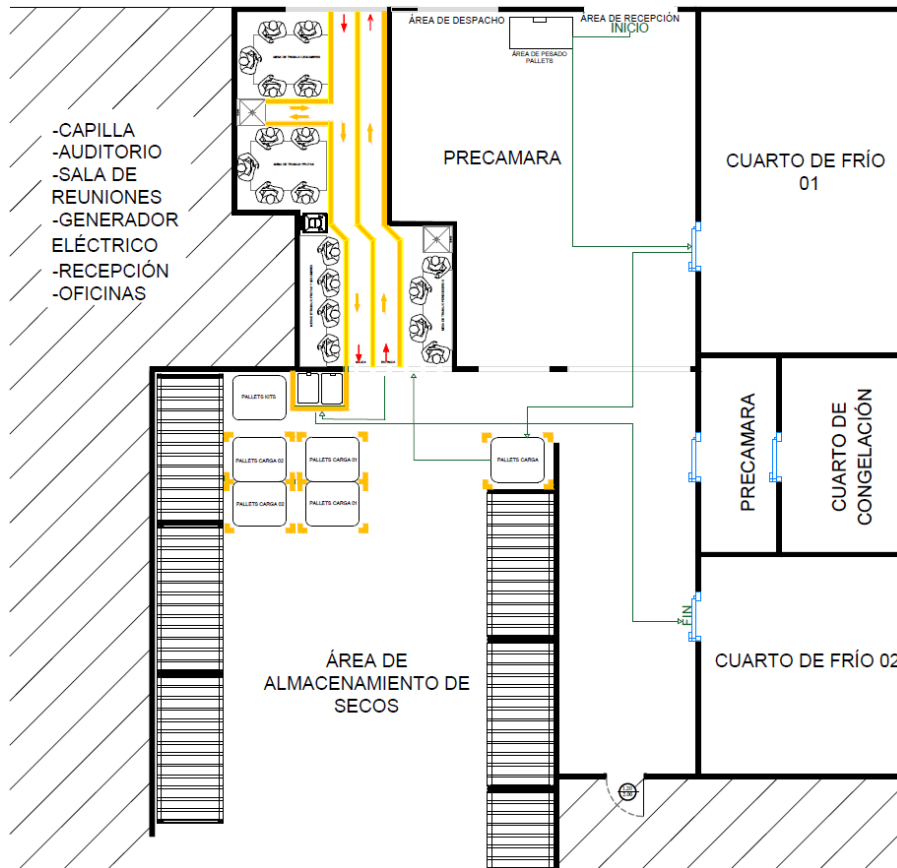 ÁREA DE DESPACHO
ÁREA DE RECEPCIÓN
INICIO
ÁREA DE PESADO
PALLETS
-CAPILLA
-AUDITORIO
-SALA DE
REUNIONES
-GENERADOR
ELÉCTRICO
-RECEPCIÓN
-OFICINAS
PRECAMARA
CUARTO DE FRÍO
01
PALLETS KITS
PALLETS CARGA 02
PALLETS CARGA 01
PALLETS CARGA
PALLETS CARGA 02
PALLETS CARGA 01
PRECAMARA
CUARTO DE
CONGELACIÓN
FIN
ÁREA DE
ALMACENAMIENTO DE
SECOS
CUARTO DE FRÍO 02